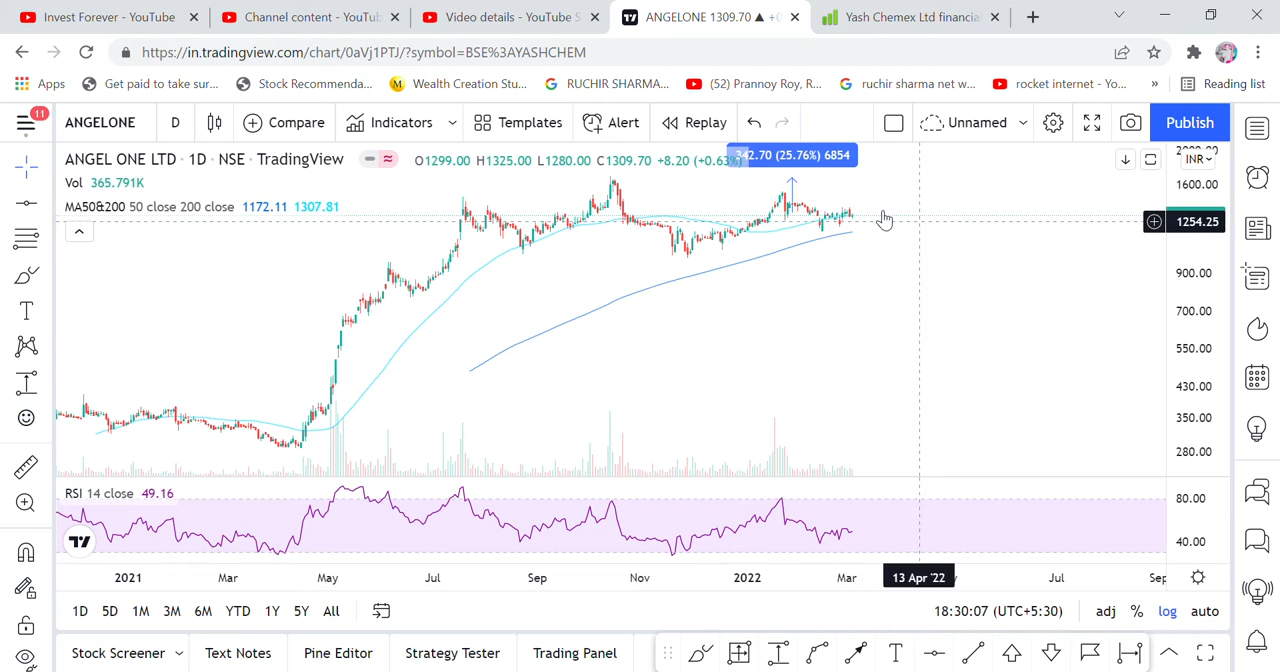 Invest Forever - YouTube
Channel content - YouTub
Video details - YouTube S
ANGELONE 1309.70 ▲ +0
Yash Chemex Ltd financia
https://in.tradingview.com/chart/0aVj1PTJ/?symbol=BSE%3AYASHCHEM
Apps
Get paid to take sur...
Stock Recommenda...
Wealth Creation Stu...
RUCHIR SHARMA...
(52) Prannoy Roy, R...
ruchir sharma net w...
rocket internet - Yo...
»
Reading list
11
ANGELONE
D
Compare
Indicators
Templates
Alert
Replay
Unnamed
Publish
ANGEL ONE LTD · 1D · NSE · TradingView
O1299.00 H1325.00 L1280.00 C1309.70 +8.20 (+0.63%)
342.70 (25.76%) 6854
INR
Vol 365.791K
MA50&200 50 close 200 close 1172.11 1307.81
2000.00
1600.00
1254.25
900.00
700.00
550.00
430.00
350.00
280.00
RSI 14 close 49.16
80.00
40.00
2021
Mar
May
Jul
Sep
Nov
2022
Mar
13 Apr '22
Jul
Sep
1D 5D 1M 3M 6M YTD 1Y 5Y All
18:30:07 (UTC+5:30)
adj % log auto
Stock Screener
Text Notes
Pine Editor
Strategy Tester
Trading Panel